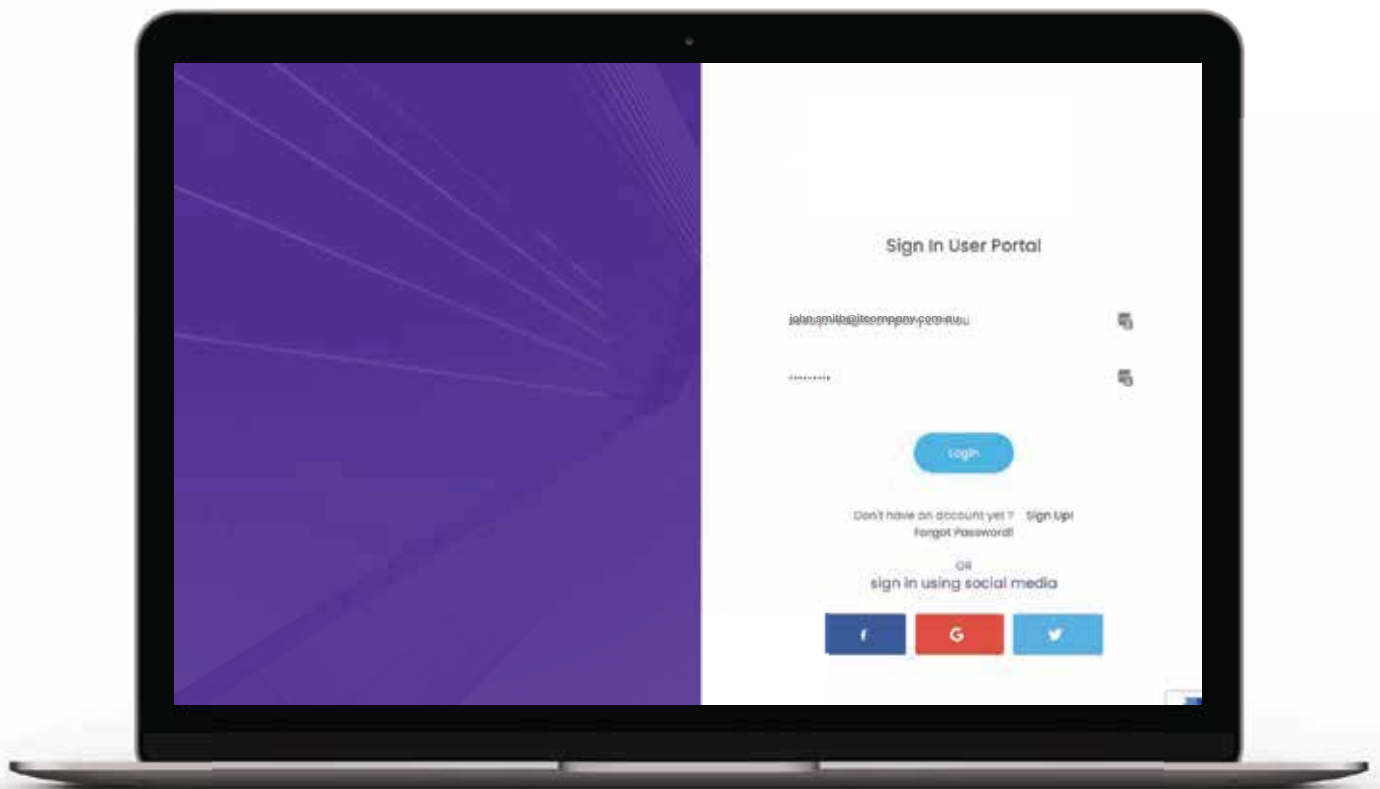 Sign In User Portal
john.smith@itcompany.com.au
•••••••••
Login
Don't have an account yet ? Sign Up!
Forgot Password!
OR
sign in using social media
f
G